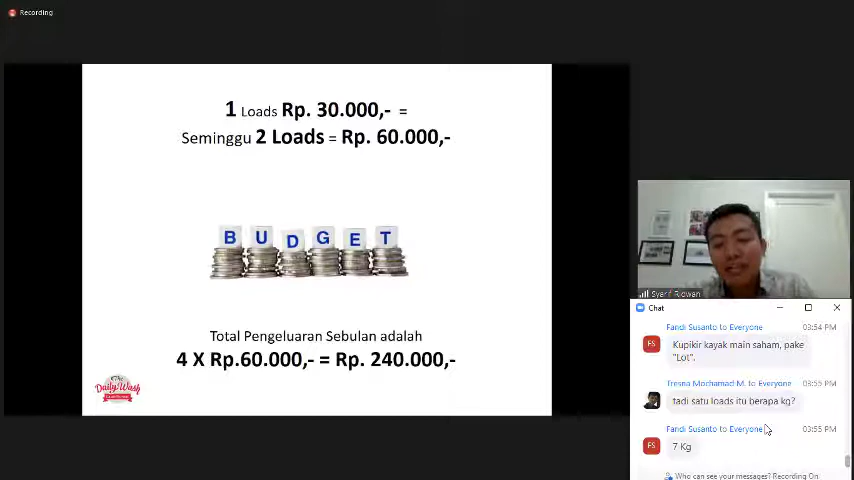 Recording
1 Loads Rp. 30.000,- =
Seminggu 2 Loads = Rp. 60.000,-
BUDGET
Total Pengeluaran Sebulan adalah
4 X Rp.60.000,- = Rp. 240.000,-
The
Daily Wash
Syarif Ridwan
Chat
Fandi Susanto to Everyone 03:54 PM
FS
Kupikir kayak main saham, pake
"Lot".
Tresna Mochamad M. to Everyone 03:55 PM
tadi satu loads itu berapa kg?
Fandi Susanto to Everyone 03:55 PM
FS
7 Kg
Who can see your messages? Recording On